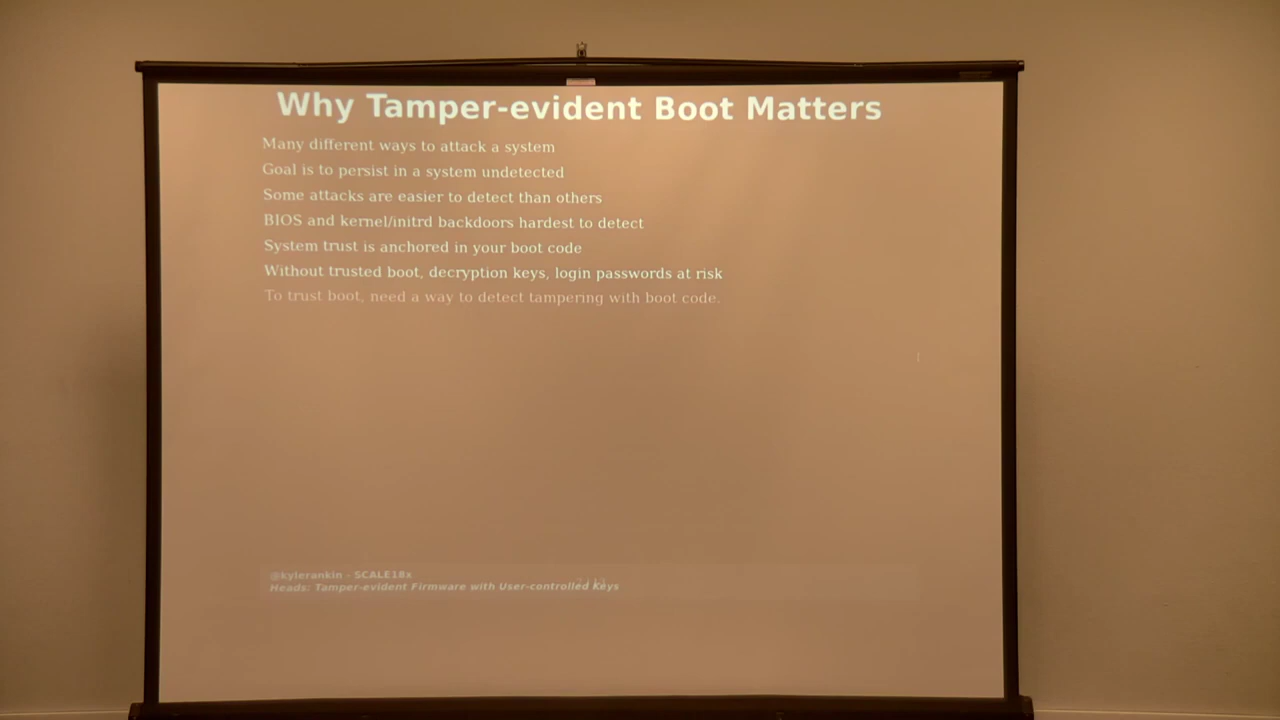 Why Tamper-evident Boot Matters
Many different ways to attack a system
Goal is to persist in a system undetected
Some attacks are easier to detect than others
BIOS and kernel/initrd backdoors hardest to detect
System trust is anchored in your boot code
Without trusted boot, decryption keys, login passwords at risk
To trust boot, need a way to detect tampering with boot code.
@kylerankin - SCALE18x
Heads: Tamper-evident Firmware with User-controlled Keys